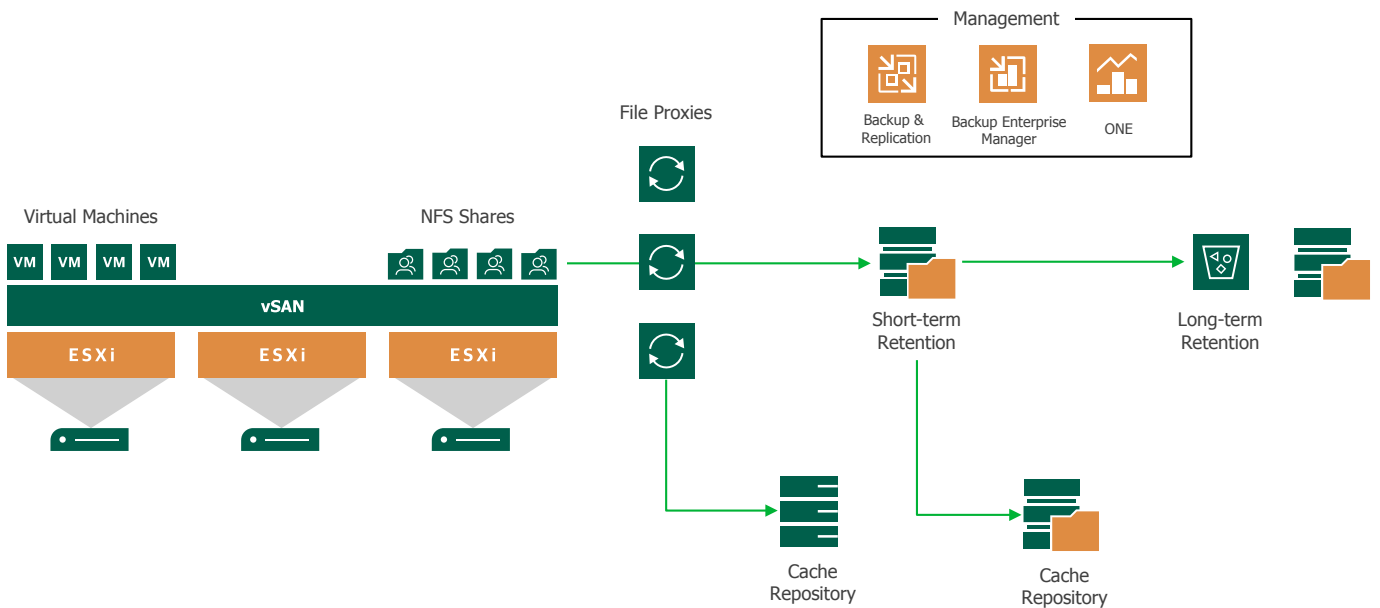 Management
Backup &
Replication
Backup Enterprise
Manager
ONE
File Proxies
Virtual Machines
NFS Shares
VM VM VM VM
vSAN
ESXi ESXi ESXi
Short-term
Retention
Long-term
Retention
Cache
Repository
Cache
Repository